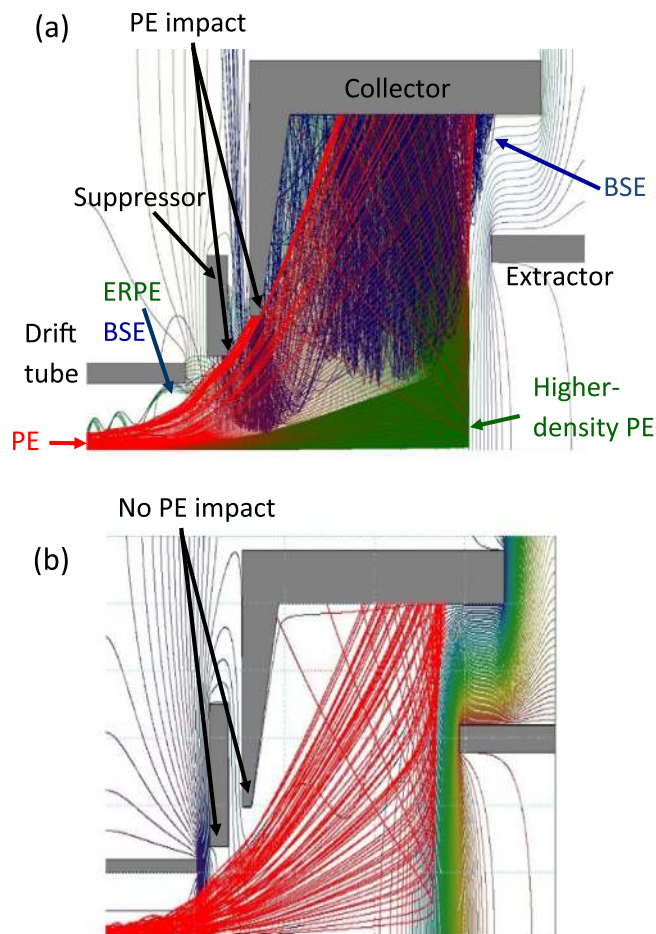 (a)
PE impact
Collector
BSE
Suppressor
Extractor
ERPE
BSE
Drift
tube
Higher-
density PE
PE
No PE impact
(b)